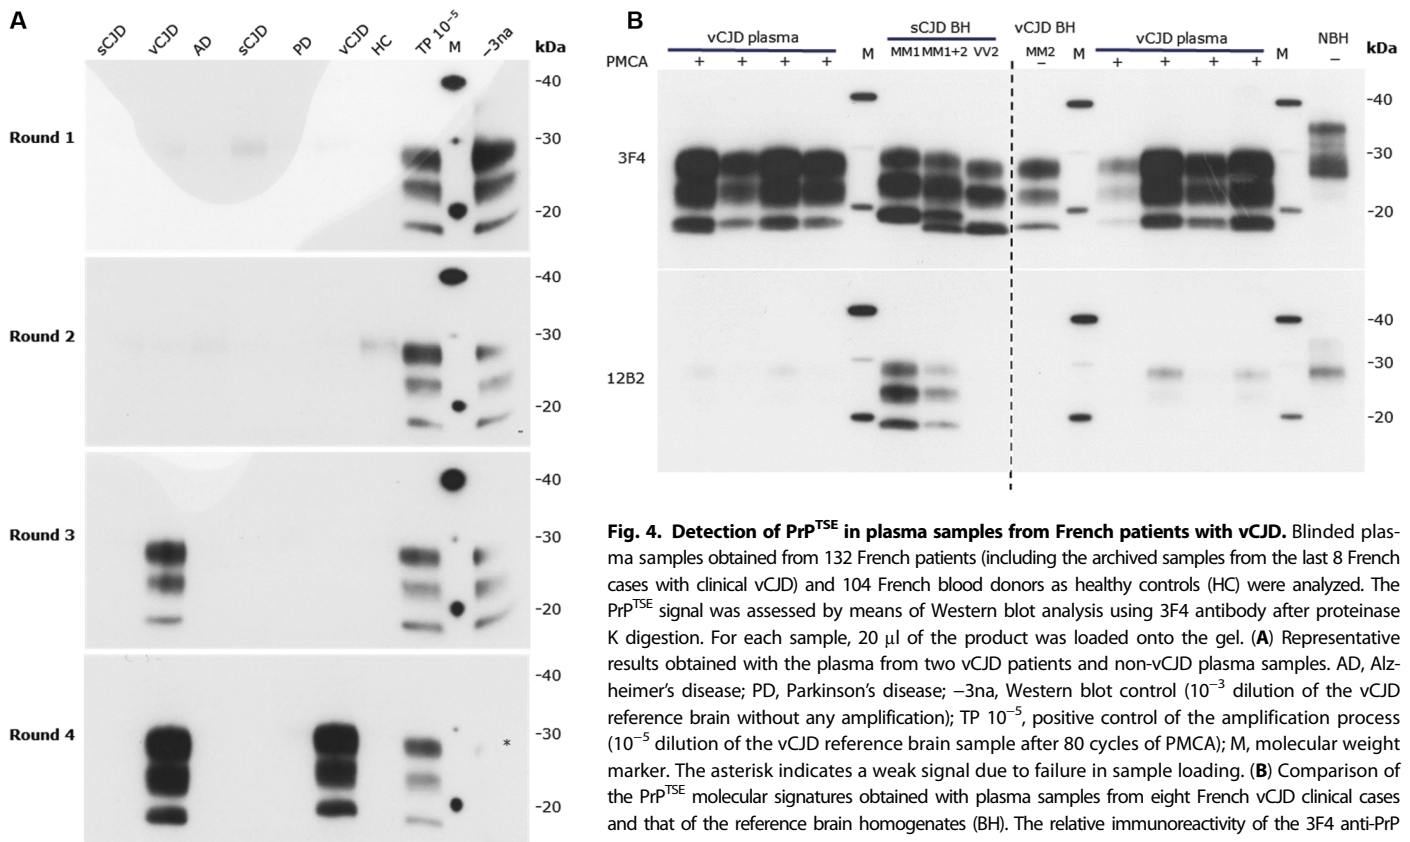 A
sCJD vCJD AD sCJD PD vCJD HC TP 10⁻⁵ M −3na kDa
-40
Round 1 -30
-20
-40
Round 2 -30
-20
-40
Round 3 -30
-20
-40
Round 4 * -30
-20
B
vCJD plasma sCJD BH vCJD BH vCJD plasma NBH kDa
M MM1 MM1+2 VV2 MM2 M M
PMCA + + + + − + + + + −
-40
3F4 -30
-20
-40
12B2 -30
-20
Fig. 4. Detection of PrPᵀˢᴱ in plasma samples from French patients with vCJD. Blinded plas-
ma samples obtained from 132 French patients (including the archived samples from the last 8 French
cases with clinical vCJD) and 104 French blood donors as healthy controls (HC) were analyzed. The
PrPᵀˢᴱ signal was assessed by means of Western blot analysis using 3F4 antibody after proteinase
K digestion. For each sample, 20 μl of the product was loaded onto the gel. (A) Representative
results obtained with the plasma from two vCJD patients and non-vCJD plasma samples. AD, Alz-
heimer's disease; PD, Parkinson's disease; −3na, Western blot control (10⁻³ dilution of the vCJD
reference brain without any amplification); TP 10⁻⁵, positive control of the amplification process
(10⁻⁵ dilution of the vCJD reference brain sample after 80 cycles of PMCA); M, molecular weight
marker. The asterisk indicates a weak signal due to failure in sample loading. (B) Comparison of
the PrPᵀˢᴱ molecular signatures obtained with plasma samples from eight French vCJD clinical cases
and that of the reference brain homogenates (BH). The relative immunoreactivity of the 3F4 anti-PrP